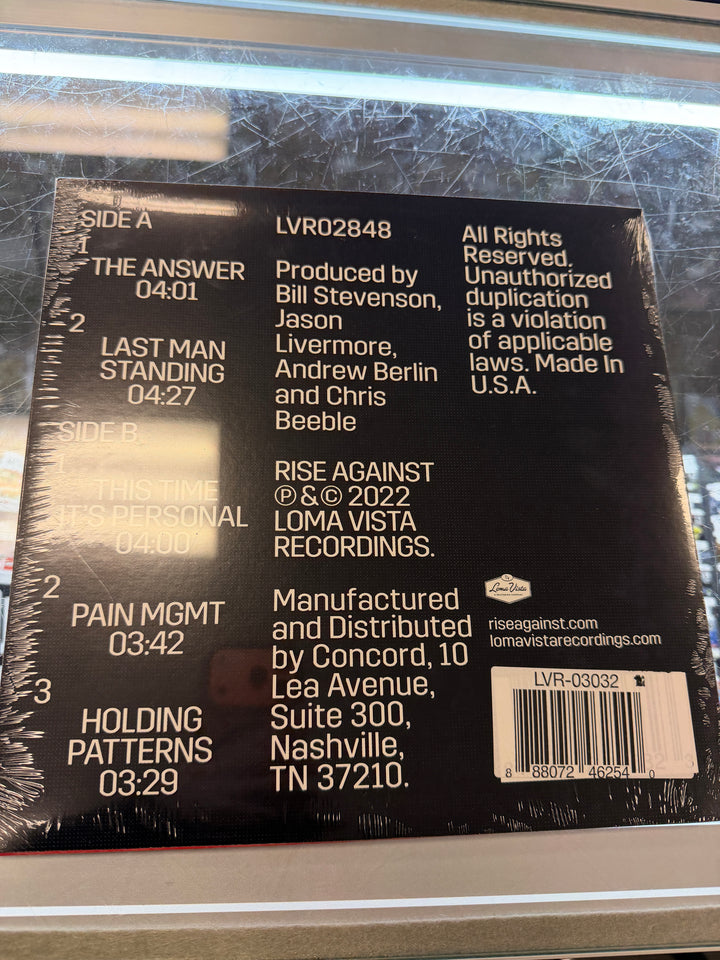 SIDE A
1
THE ANSWER
04:01
2
LAST MAN
STANDING
04:27
SIDE B
1
THIS TIME
IT'S PERSONAL
04:00
2
PAIN MGMT
03:42
3
HOLDING
PATTERNS
03:29
LVR02848
Produced by
Bill Stevenson,
Jason
Livermore,
Andrew Berlin
and Chris
Beeble
RISE AGAINST
Ⓟ & © 2022
LOMA VISTA
RECORDINGS.
Manufactured
and Distributed
by Concord, 10
Lea Avenue,
Suite 300,
Nashville,
TN 37210.
All Rights
Reserved.
Unauthorized
duplication
is a violation
of applicable
laws. Made In
U.S.A.
Loma Vista
riseagainst.com
lomavistarecordings.com
LVR-03032
8 88072 46254 0